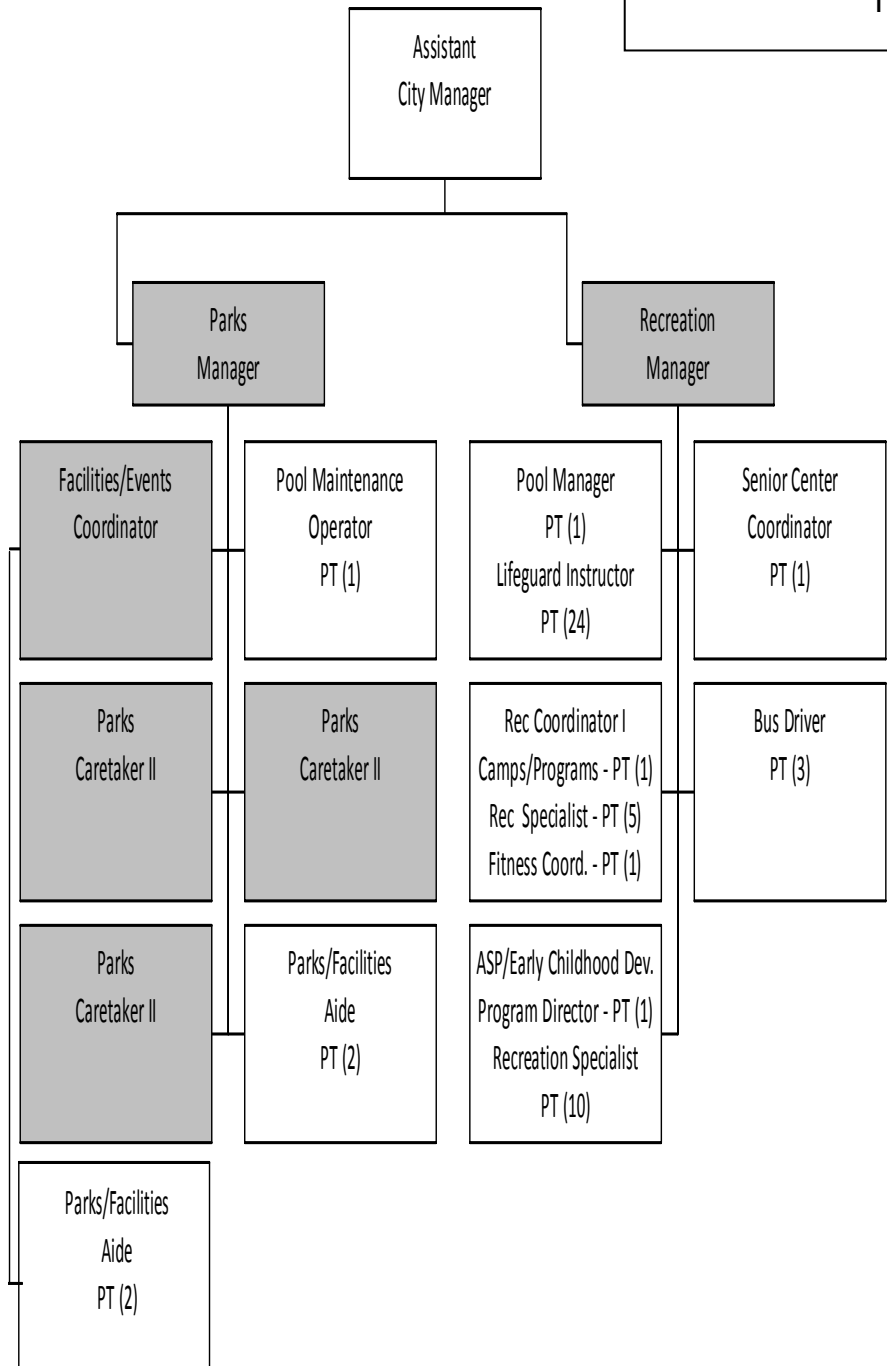 Assistant
City Manager
Parks
Manager
Recreation
Manager
Facilities/Events
Coordinator
Pool Maintenance
Operator
PT (1)
Pool Manager
PT (1)
Lifeguard Instructor
PT (24)
Senior Center
Coordinator
PT (1)
Parks
Caretaker II
Parks
Caretaker II
Rec Coordinator I
Camps/Programs - PT (1)
Rec Specialist - PT (5)
Fitness Coord. - PT (1)
Bus Driver
PT (3)
Parks
Caretaker II
Parks/Facilities
Aide
PT (2)
ASP/Early Childhood Dev.
Program Director - PT (1)
Recreation Specialist
PT (10)
Parks/Facilities
Aide
PT (2)